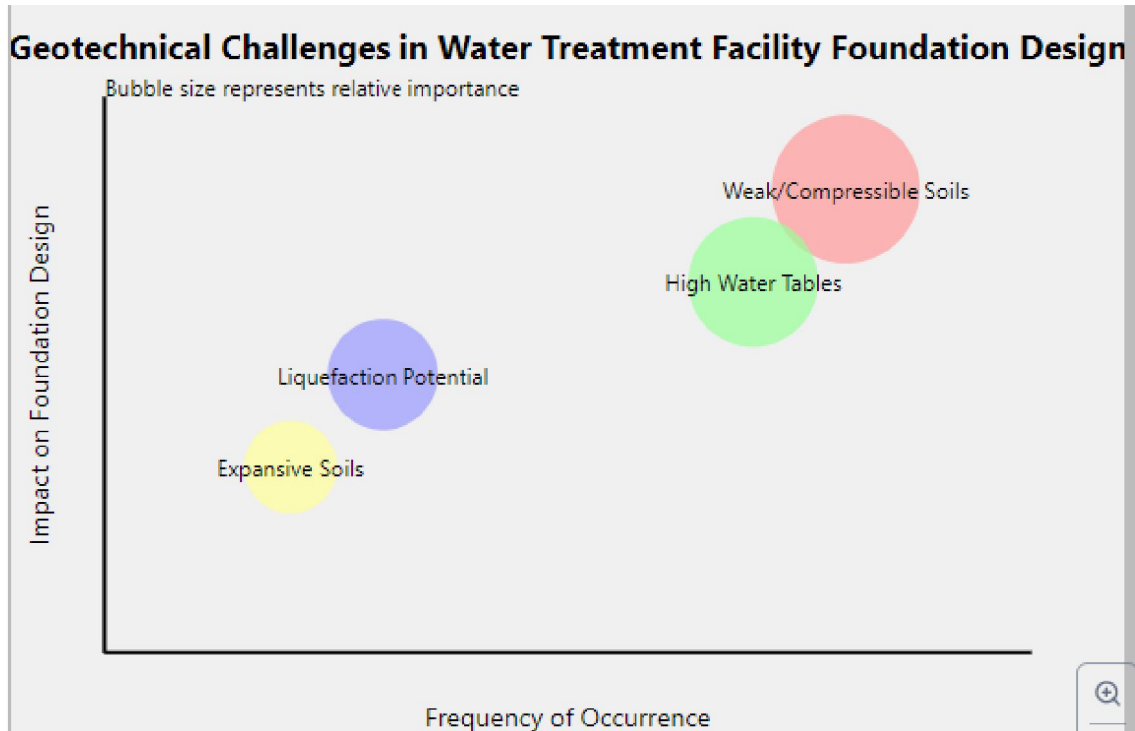 Geotechnical Challenges in Water Treatment Facility Foundation Design
Bubble size represents relative importance
Weak/Compressible Soils
High Water Tables
Liquefaction Potential
Expansive Soils
Impact on Foundation Design
Frequency of Occurrence